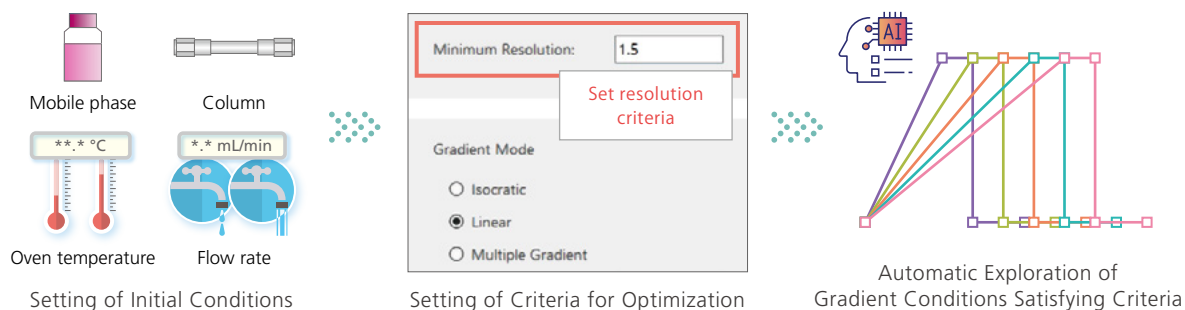 Mobile phase
Column
**.* °C
*.* mL/min
Oven temperature
Flow rate
Setting of Initial Conditions
Minimum Resolution:
1.5
Set resolution
criteria
Gradient Mode
Isocratic
Linear
Multiple Gradient
Setting of Criteria for Optimization
AI
Automatic Exploration of
Gradient Conditions Satisfying Criteria